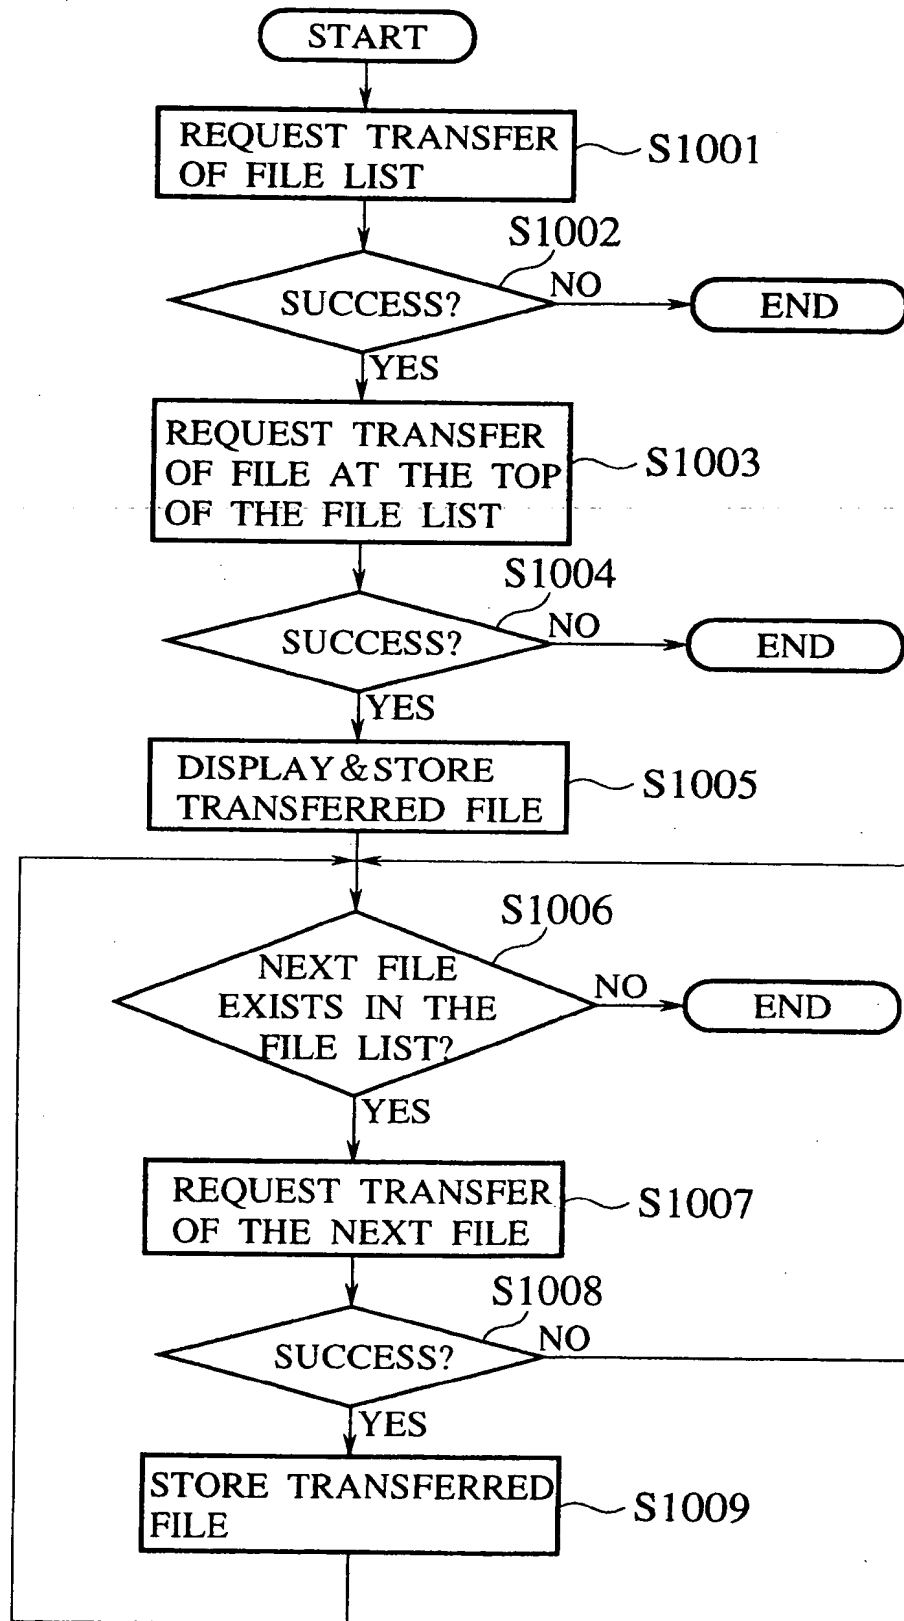 START
REQUEST TRANSFER
OF FILE LIST
S1001
S1002
SUCCESS?
NO
END
YES
REQUEST TRANSFER
OF FILE AT THE TOP
OF THE FILE LIST
S1003
S1004
SUCCESS?
NO
END
YES
DISPLAY&STORE
TRANSFERRED FILE
S1005
S1006
NEXT FILE
EXISTS IN THE
FILE LIST?
NO
END
YES
REQUEST TRANSFER
OF THE NEXT FILE
S1007
S1008
SUCCESS?
NO
YES
STORE TRANSFERRED
FILE
S1009